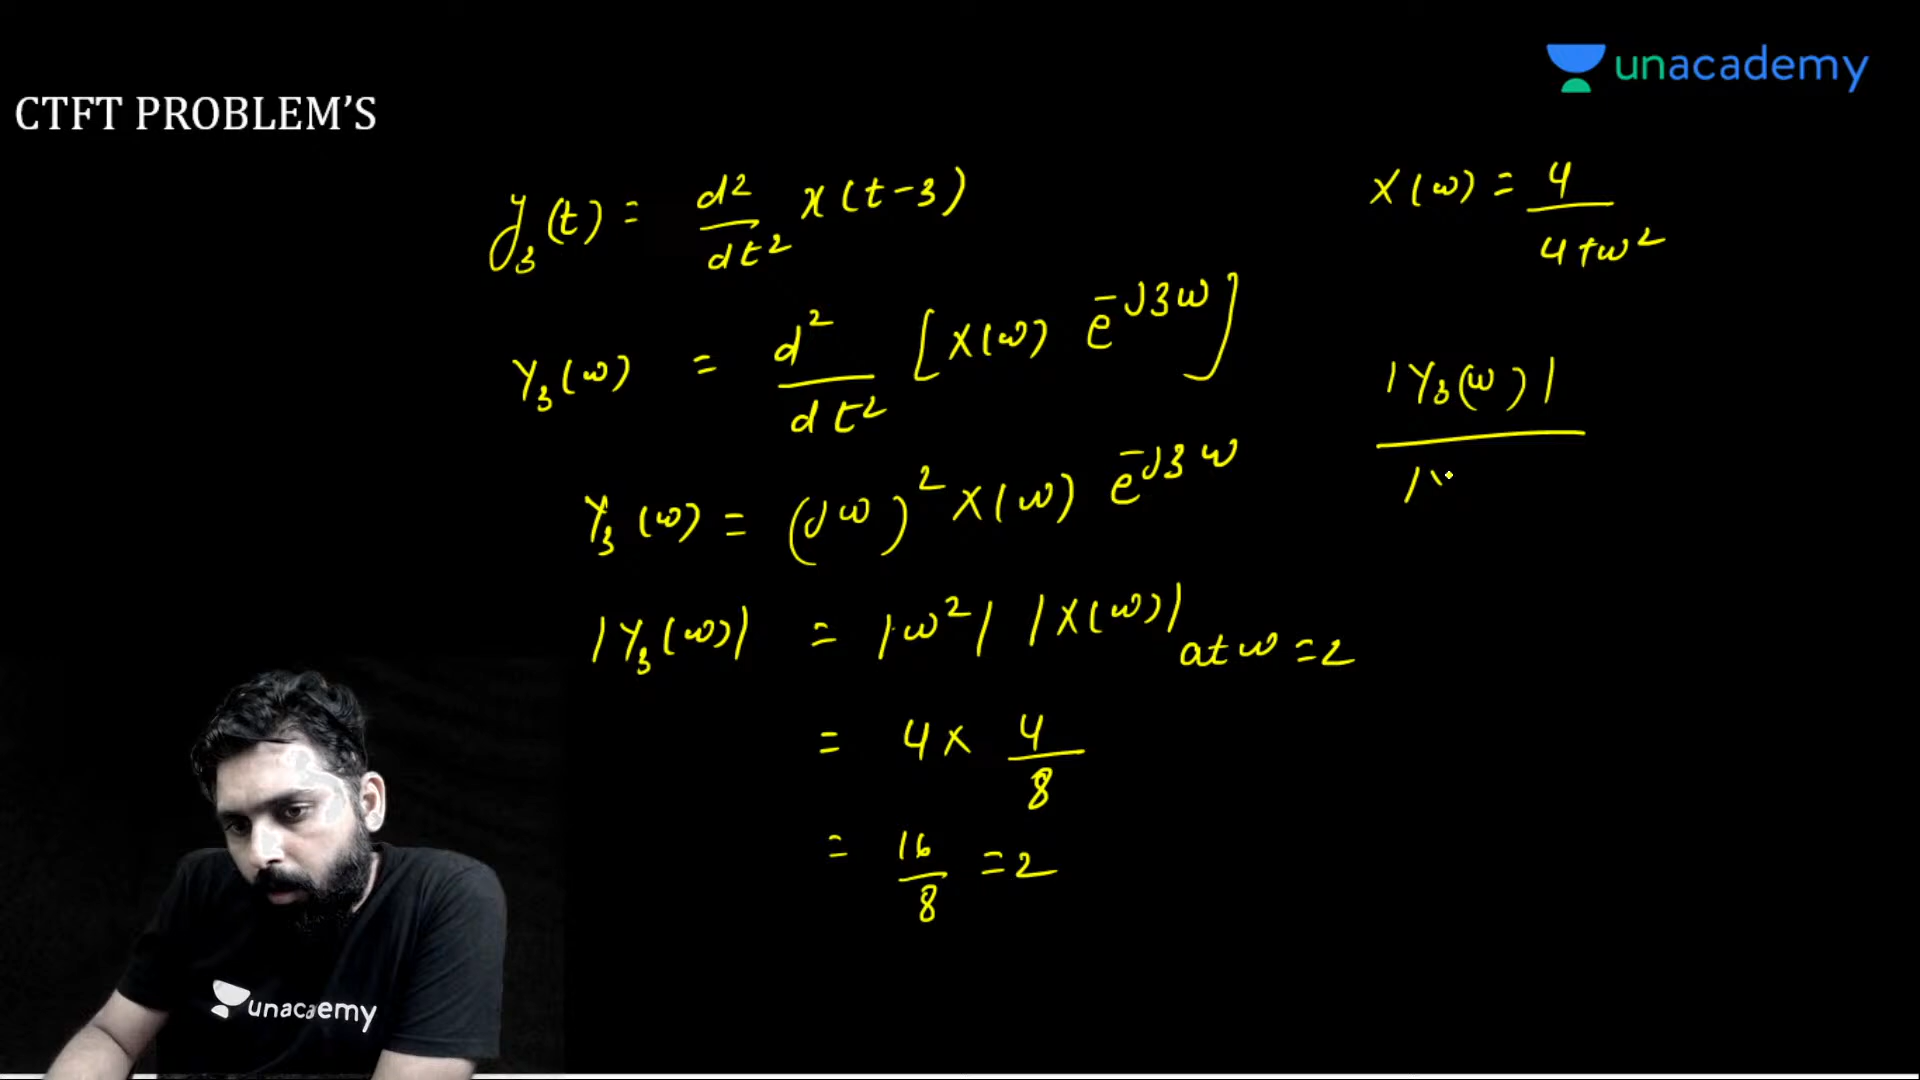 unacademy
CTFT PROBLEM'S
y₃(t) = d²/dt² x(t-3)
X(ω) = 4/(4+ω²)
Y₃(ω) = d²/dt² [X(ω) e^-j3ω]
|Y₃(ω)|
Y₃(ω) = (jω)² X(ω) e^-j3ω
|Y₃(ω)| = |ω²| |X(ω)| at ω = 2
= 4 × 4/8
= 16/8 = 2
unacademy